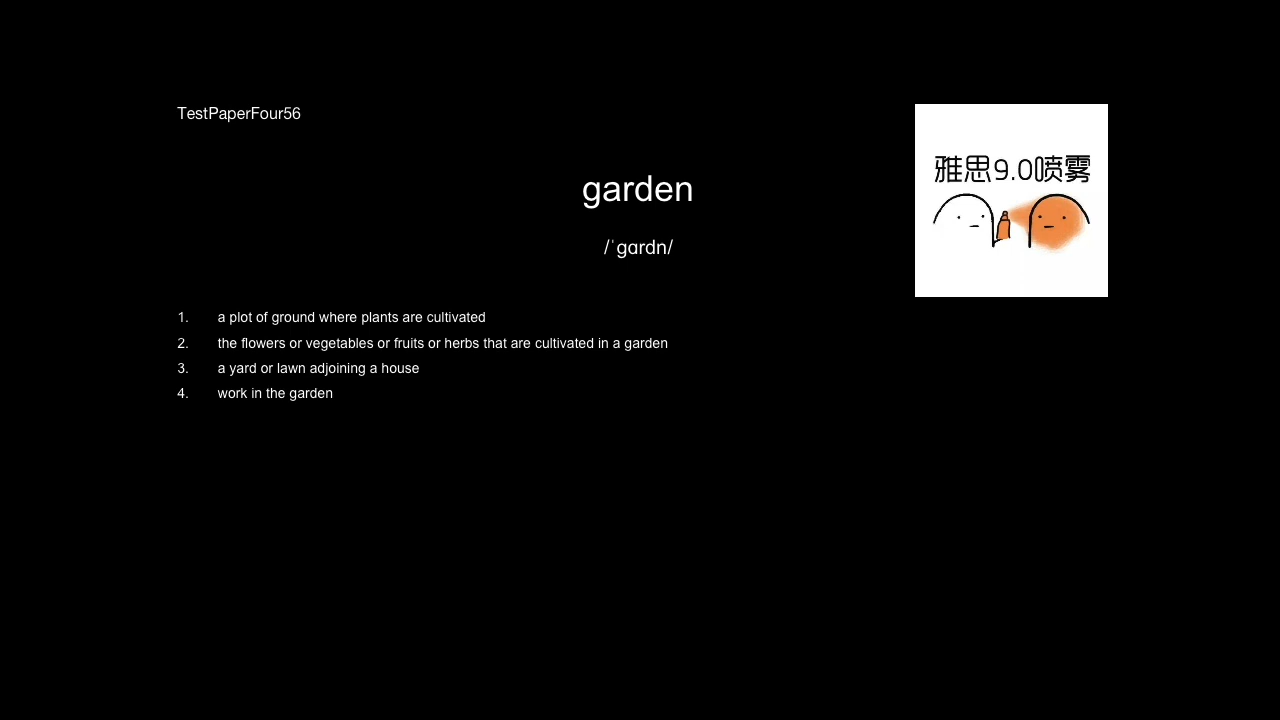 TestPaperFour56
雅思9.0喷雾
garden
/ˈɡɑrdn/
1. a plot of ground where plants are cultivated
2. the flowers or vegetables or fruits or herbs that are cultivated in a garden
3. a yard or lawn adjoining a house
4. work in the garden